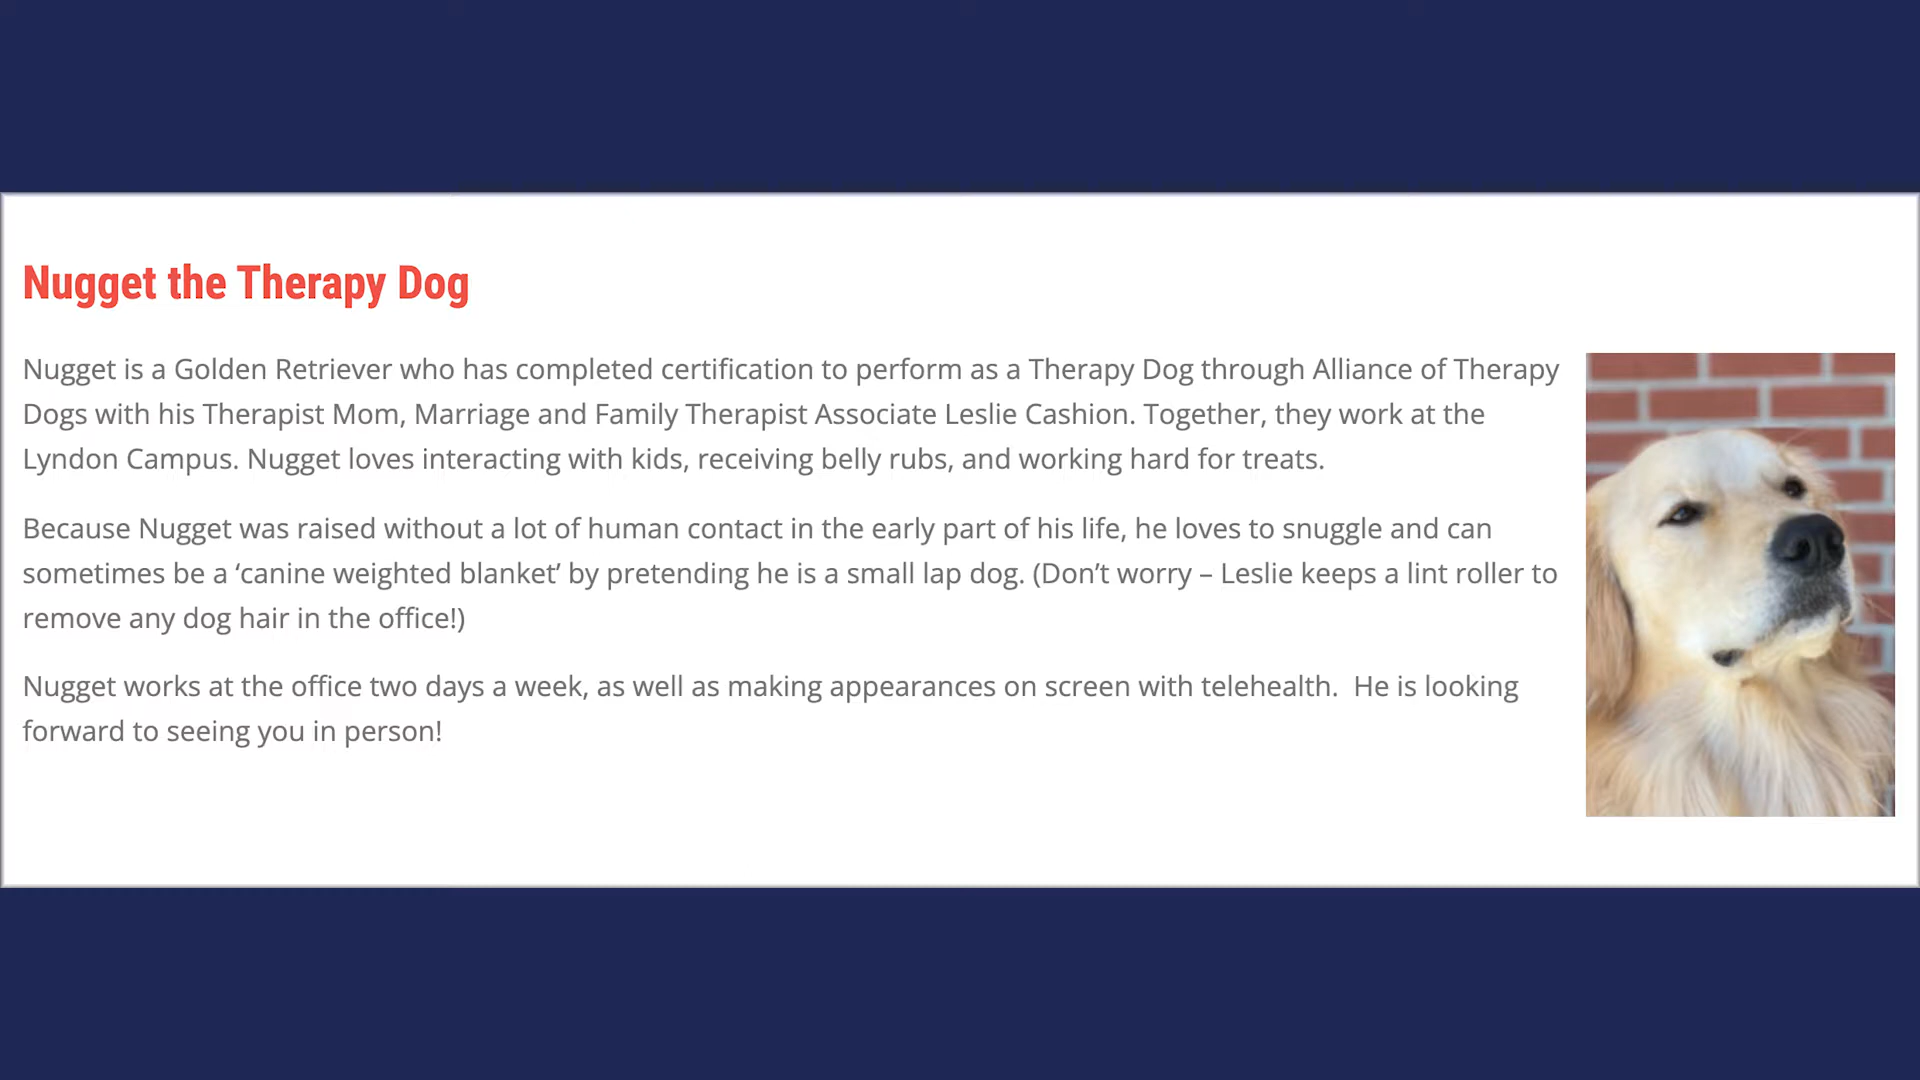 Nugget the Therapy Dog
Nugget is a Golden Retriever who has completed certification to perform as a Therapy Dog through Alliance of Therapy
Dogs with his Therapist Mom, Marriage and Family Therapist Associate Leslie Cashion. Together, they work at the
Lyndon Campus. Nugget loves interacting with kids, receiving belly rubs, and working hard for treats.
Because Nugget was raised without a lot of human contact in the early part of his life, he loves to snuggle and can
sometimes be a ‘canine weighted blanket’ by pretending he is a small lap dog. (Don’t worry – Leslie keeps a lint roller to
remove any dog hair in the office!)
Nugget works at the office two days a week, as well as making appearances on screen with telehealth.  He is looking
forward to seeing you in person!